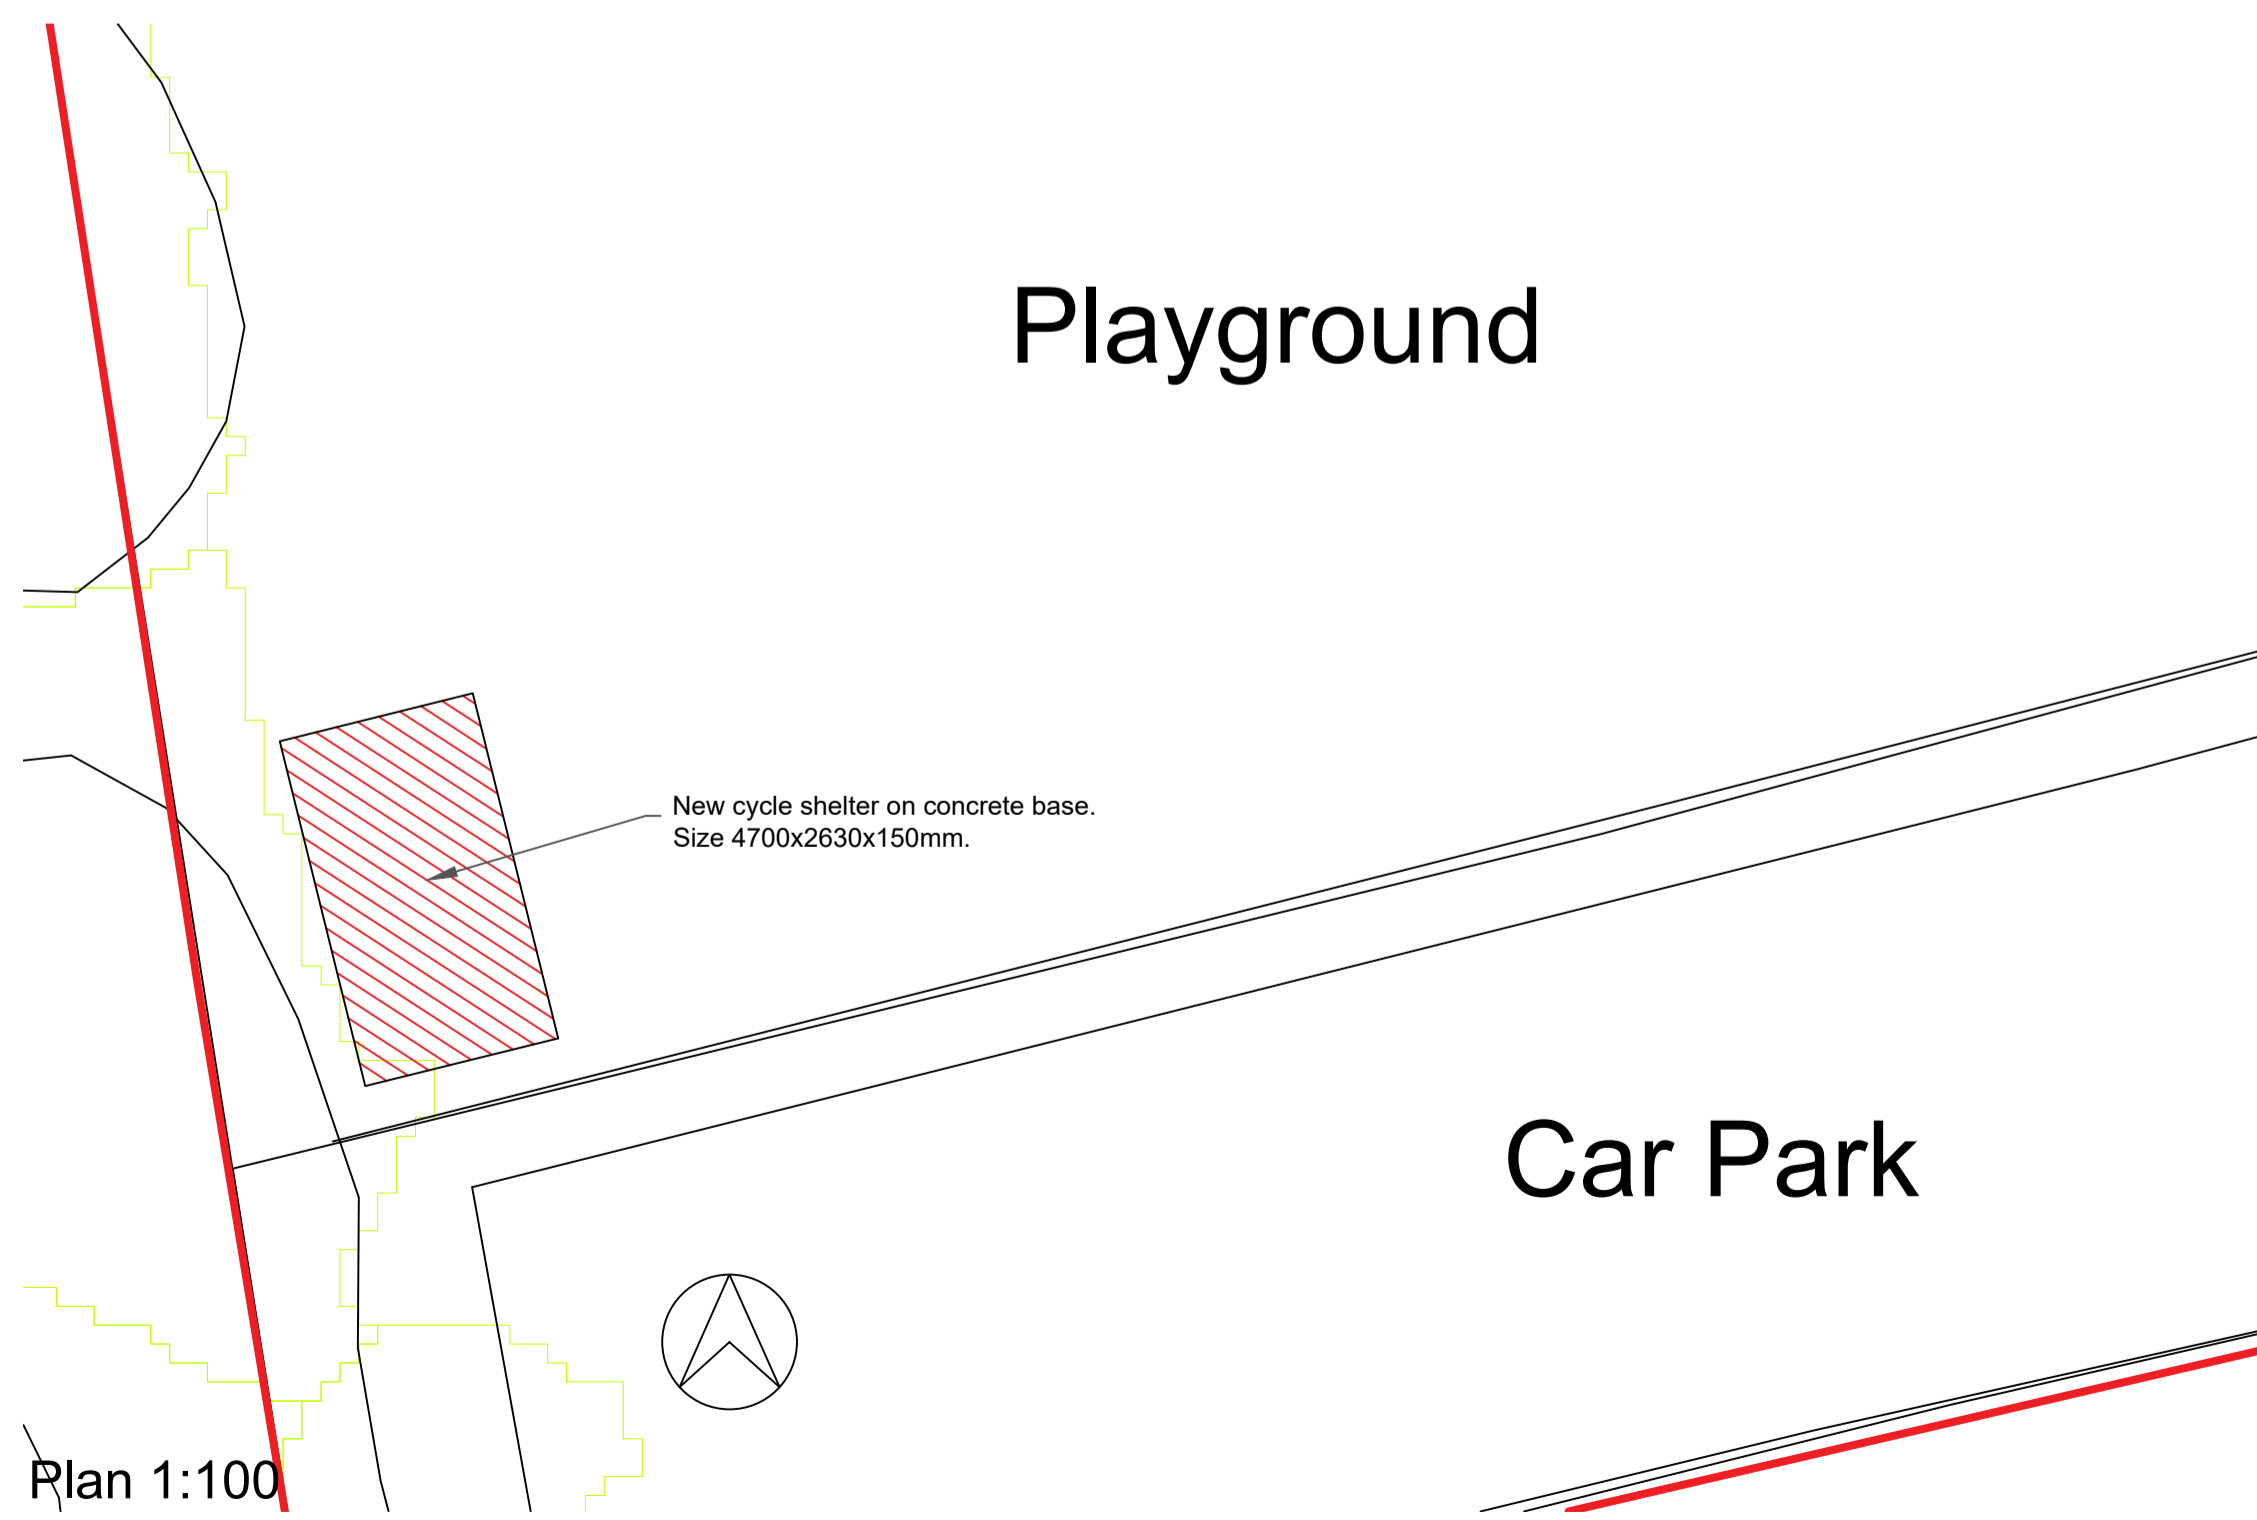 Playground
New cycle shelter on concrete base.
Size 4700x2630x150mm.
Car Park
Plan 1:100